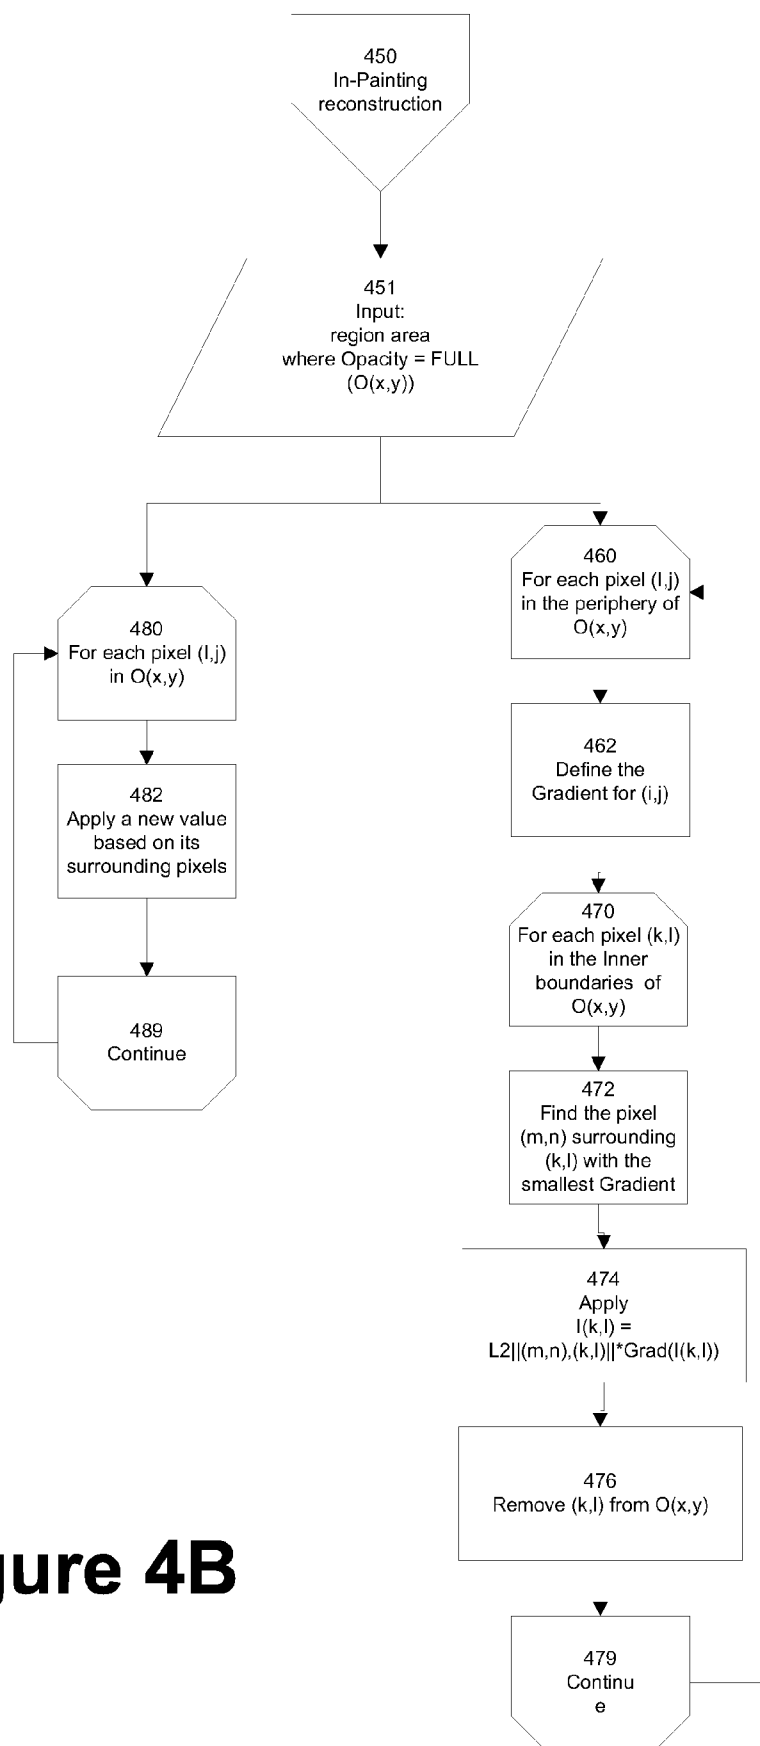 450
In-Painting
reconstruction
451
Input:
region area
where Opacity = FULL
(O(x,y))
480
For each pixel (I,j)
in O(x,y)
482
Apply a new value
based on its
surrounding pixels
489
Continue
460
For each pixel (I,j)
in the periphery of
O(x,y)
462
Define the
Gradient for (i,j)
470
For each pixel (k,l)
in the Inner
boundaries of
O(x,y)
472
Find the pixel
(m,n) surrounding
(k,l) with the
smallest Gradient
474
Apply
I(k,l) =
L2||(m,n),(k,l)||*Grad(I(k,l))
476
Remove (k,l) from O(x,y)
479
Continu
e
gure 4B